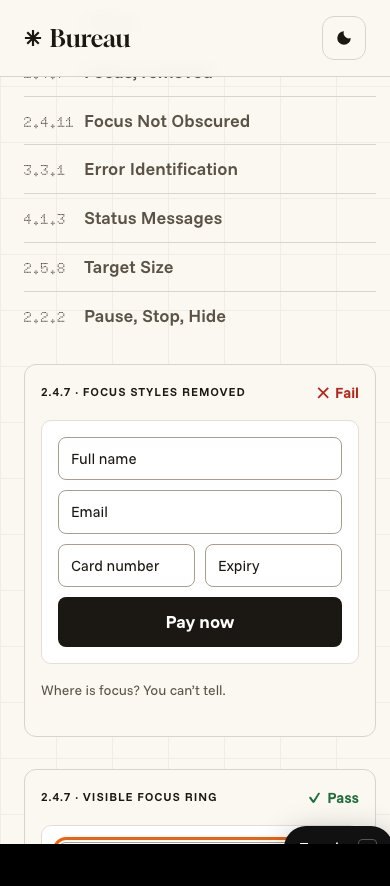 Bureau
2.4.11 Focus Not Obscured
3.3.1 Error Identification
4.1.3 Status Messages
2.5.8 Target Size
2.2.2 Pause, Stop, Hide
2.4.7 · FOCUS STYLES REMOVED Fail
Full name
Email
Card number Expiry
Pay now
Where is focus? You can’t tell.
2.4.7 · VISIBLE FOCUS RING Pass